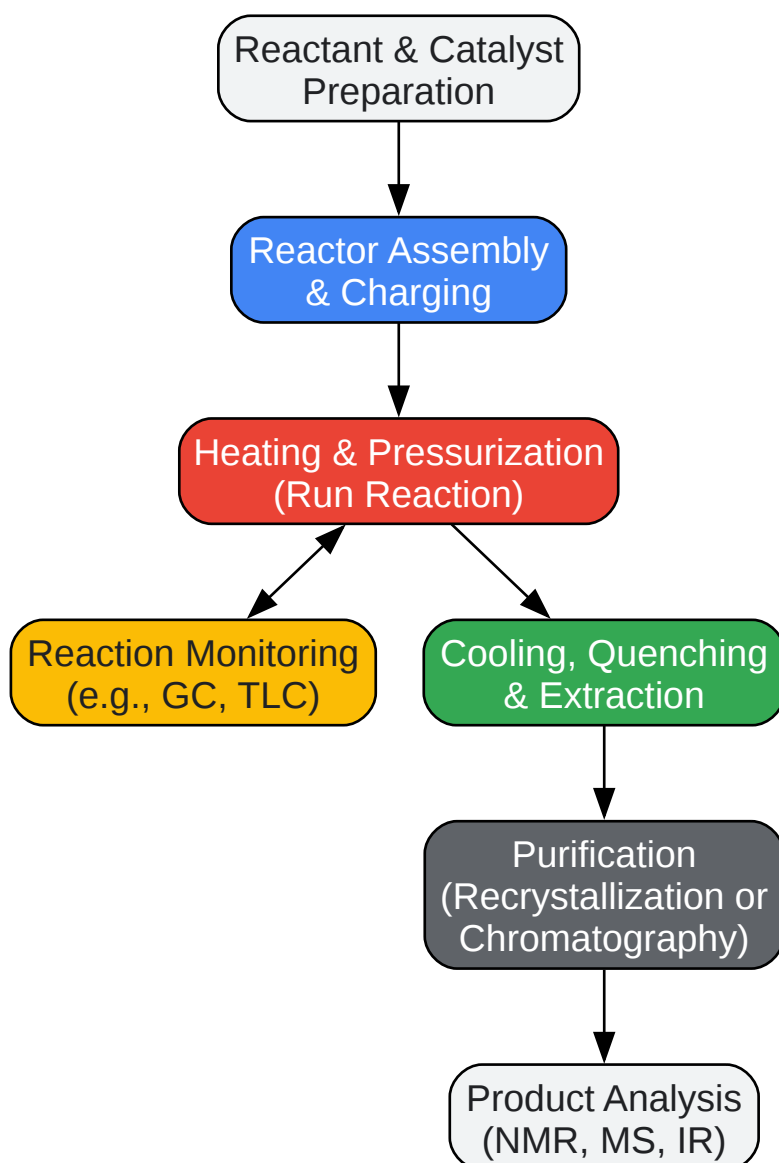 Reactant & Catalyst
Preparation
Reactor Assembly
& Charging
Heating & Pressurization
(Run Reaction)
Reaction Monitoring
(e.g., GC, TLC)
Cooling, Quenching
& Extraction
Purification
(Recrystallization or
Chromatography)
Product Analysis
(NMR, MS, IR)